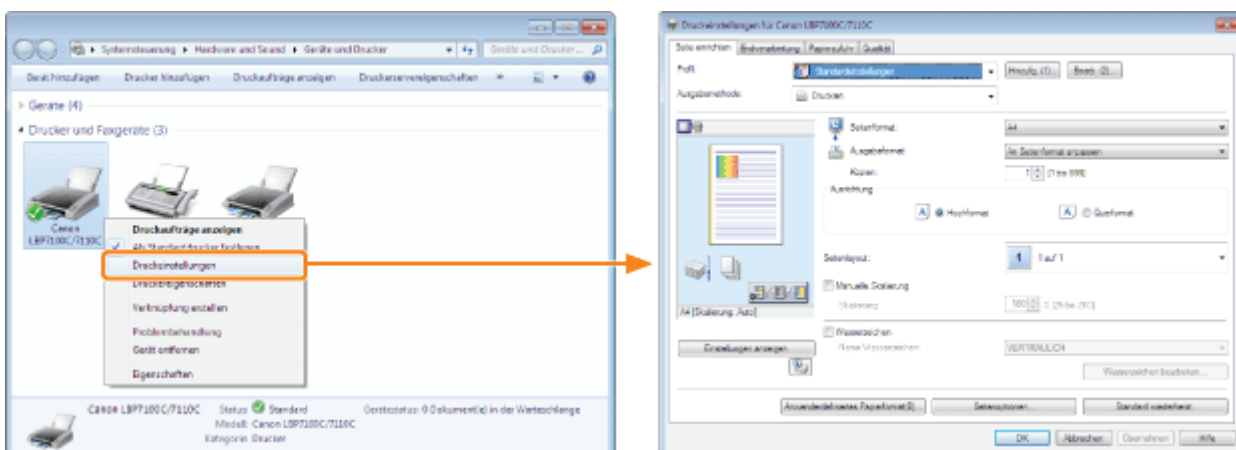 Systemsteuerung ▸ Hardware und Sound ▸ Geräte und Drucker
Geräte und Drucker ...
Gerät hinzufügen Drucker hinzufügen Druckaufträge anzeigen Druckerservereigenschaften »
Geräte (4)
Drucker und Faxgeräte (3)
Canon
LBP7100C/7110C
Druckaufträge anzeigen
Als Standarddrucker festlegen
Druckeinstellungen
Druckereigenschaften
Verknüpfung erstellen
Problembehandlung
Gerät entfernen
Eigenschaften
Canon LBP7100C/7110C Status: Standard Gerätestatus: 0 Dokument(e) in der Warteschlange
Modell: Canon LBP7100C/7110C
Kategorie: Drucker
Druckeinstellungen für Canon LBP7100C/7110C
Seite einrichten Endverarbeitung Papierzufuhr Qualität
Profil: Standardeinstellungen Hinzufg. (1)... Bearb. (2)...
Ausgabemethode: Drucken
Seitenformat: A4
Ausgabeformat: An Seitenformat anpassen
Kopien: 1 (1 bis 999)
Ausrichtung
A Hochformat A Querformat
Seitenlayout: 1 1 auf 1
Manuelle Skalierung
Skalierung: 100 % (25 bis 200)
A4 [Skalierung: Auto]
Wasserzeichen
Name Wasserzeichen: VERTRAULICH
Einstellungen anzeigen
Wasserzeichen bearbeiten...
Anwenderdefiniertes Papierformat... Seitenoptionen... Standard wiederherst.
OK Abbrechen Übernehmen Hilfe